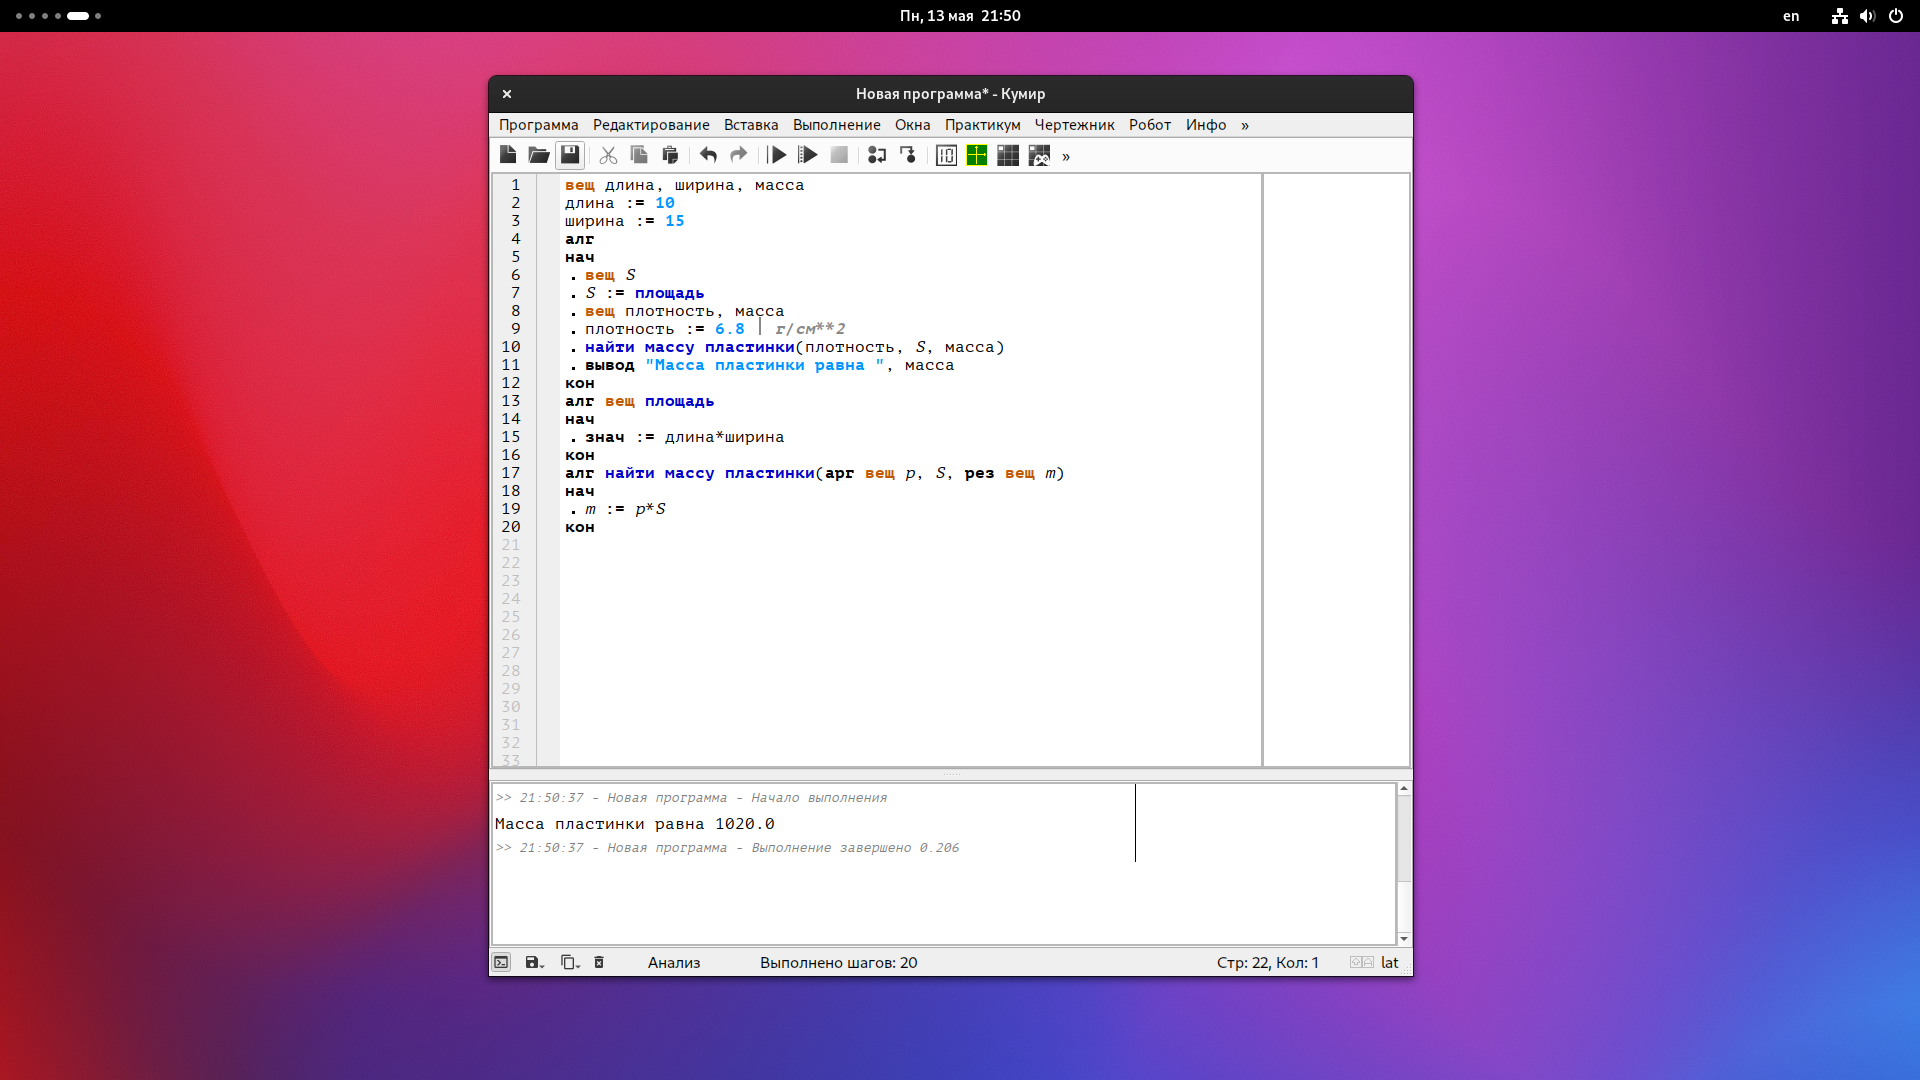 Пн, 13 мая 21:50
en
Новая программа* - Кумир
Программа Редактирование Вставка Выполнение Окна Практикум Чертежник Робот Инфо »
»
1 вещ длина, ширина, масса
2 длина := 10
3 ширина := 15
4 алг
5 нач
6 . вещ S
7 . S := площадь
8 . вещ плотность, масса
9 . плотность := 6.8 | г/см**2
10 . найти массу пластинки(плотность, S, масса)
11 . вывод "Масса пластинки равна ", масса
12 кон
13 алг вещ площадь
14 нач
15 . знач := длина*ширина
16 кон
17 алг найти массу пластинки(арг вещ p, S, рез вещ m)
18 нач
19 . m := p*S
20 кон
21
22
23
24
25
26
27
28
29
30
31
32
33
>> 21:50:37 - Новая программа - Начало выполнения
Масса пластинки равна 1020.0
>> 21:50:37 - Новая программа - Выполнение завершено 0.206
Анализ Выполнено шагов: 20 Стр: 22, Кол: 1 lat